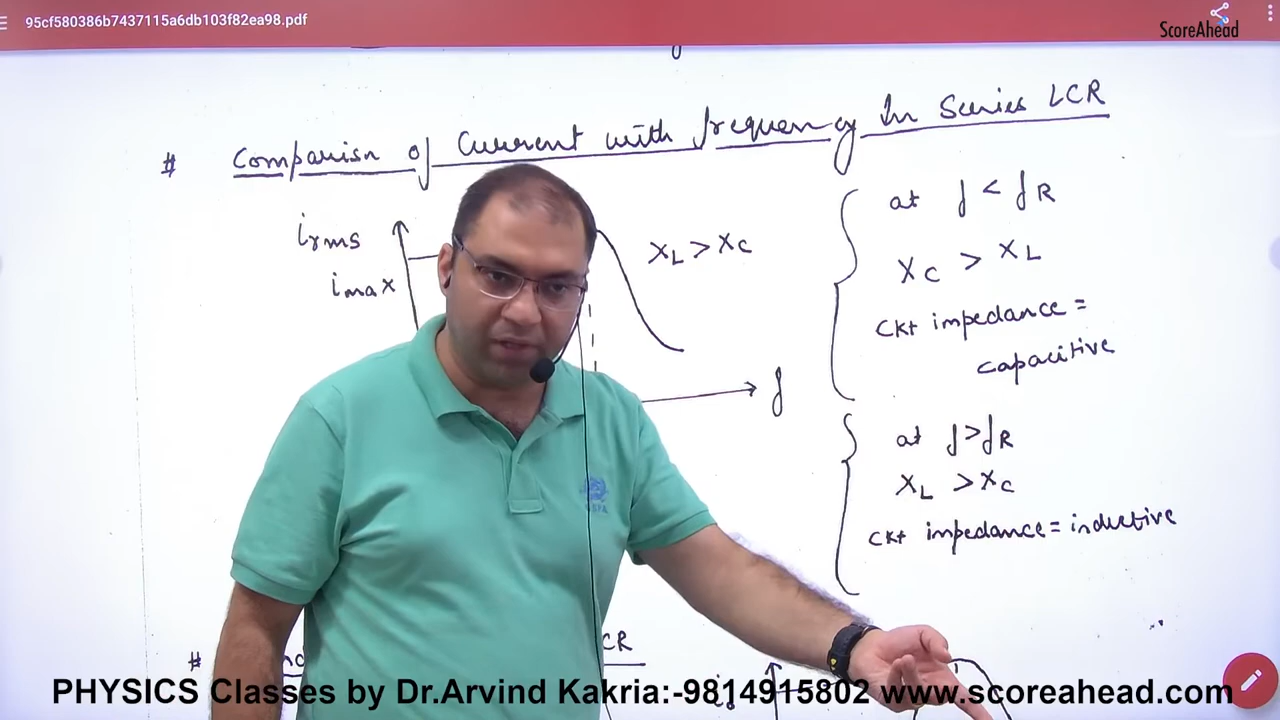 95cf580386b7437115a6db103f82ea98.pdf
ScoreAhead
# Comparison of Current with frequency In Series LCR
irms
imax
XL > XC
f
at f < fR
XC > XL
Ckt impedance =
capacitive
at f > fR
XL > XC
Ckt impedance = inductive
#
CR
PHYSICS Classes by Dr.Arvind Kakria:-9814915802 www.scoreahead.com